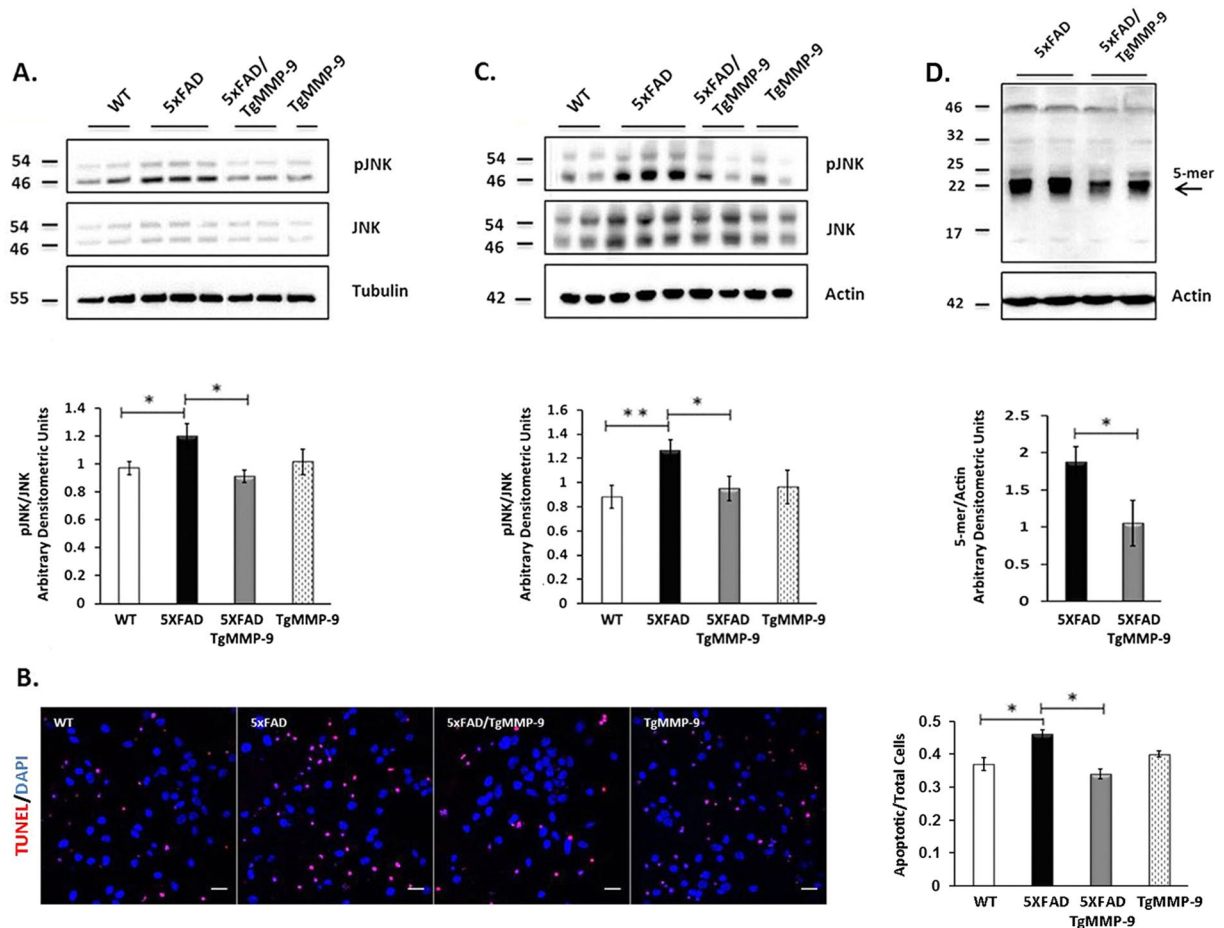 A.
WT
5xFAD
5xFAD/
TgMMP-9
TgMMP-9
54
46
pJNK
54
46
JNK
55
Tubulin
1.4
1.2
1
0.8
0.6
0.4
0.2
0
pJNK/JNK
Arbitrary Densitometric Units
*
*
WT
5XFAD
5XFAD
TgMMP-9
TgMMP-9
C.
WT
5xFAD
5xFAD/
TgMMP-9
TgMMP-9
54
46
pJNK
54
46
JNK
42
Actin
1.6
1.4
1.2
1
0.8
0.6
0.4
0.2
0
pJNK/JNK
Arbitrary Densitometric Units
* *
*
WT
5XFAD
5XFAD
TgMMP-9
TgMMP-9
D.
5xFAD
5xFAD/
TgMMP-9
46
32
25
22
17
5-mer
42
Actin
2.5
2
1.5
1
0.5
0
5-mer/Actin
Arbitrary Densitometric Units
*
5XFAD
5XFAD
TgMMP-9
B.
TUNEL/DAPI
WT
5xFAD
5xFAD/TgMMP-9
TgMMP-9
0.5
0.4
0.3
0.2
0.1
0
Apoptotic/Total Cells
*
*
WT
5XFAD
5XFAD
TgMMP-9
TgMMP-9